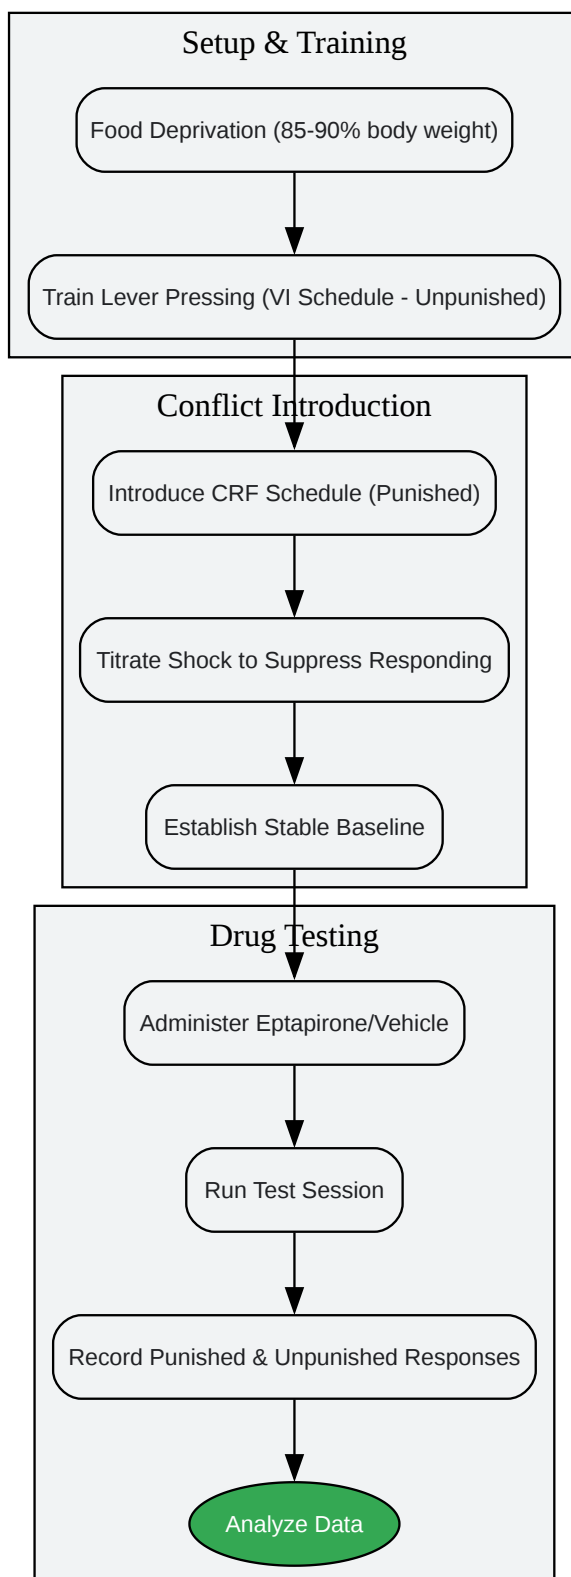 Setup & Training
Food Deprivation (85-90% body weight)
Train Lever Pressing (VI Schedule - Unpunished)
Conflict Introduction
Introduce CRF Schedule (Punished)
Titrate Shock to Suppress Responding
Establish Stable Baseline
Drug Testing
Administer Eptapirone/Vehicle
Run Test Session
Record Punished & Unpunished Responses
Analyze Data